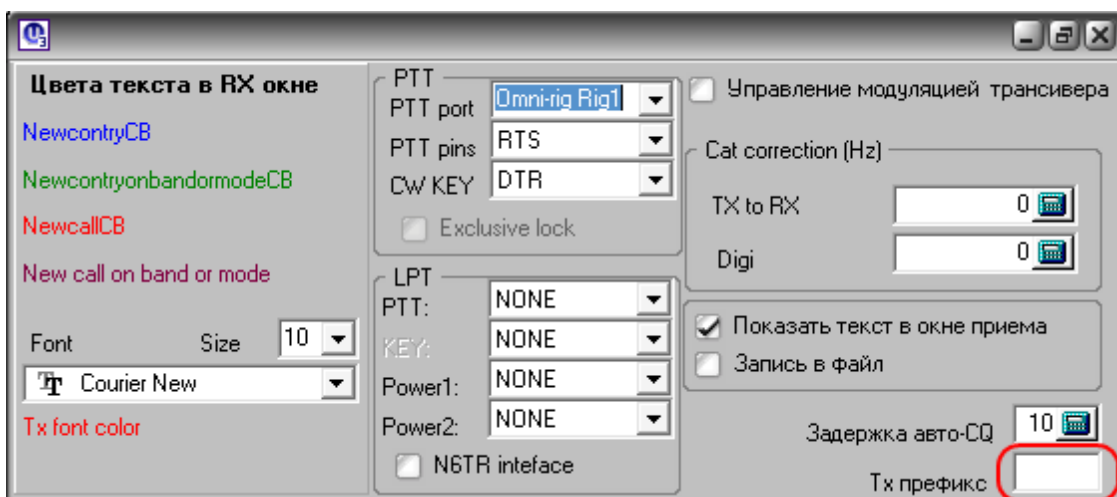 Цвета текста в RX окне
NewcontryCB
NewcontryonbandormodeCB
NewcallCB
New call on band or mode
Font Size 10
Courier New
Tx font color
PTT
PTT port Omni-rig Rig1
PTT pins RTS
CW KEY DTR
Exclusive lock
LPT
PTT: NONE
KEY: NONE
Power1: NONE
Power2: NONE
N6TR inteface
Управление модуляцией трансивера
Cat correction (Hz)
TX to RX 0
Digi 0
Показать текст в окне приема
Запись в файл
Задержка авто-CQ 10
Тх префикс